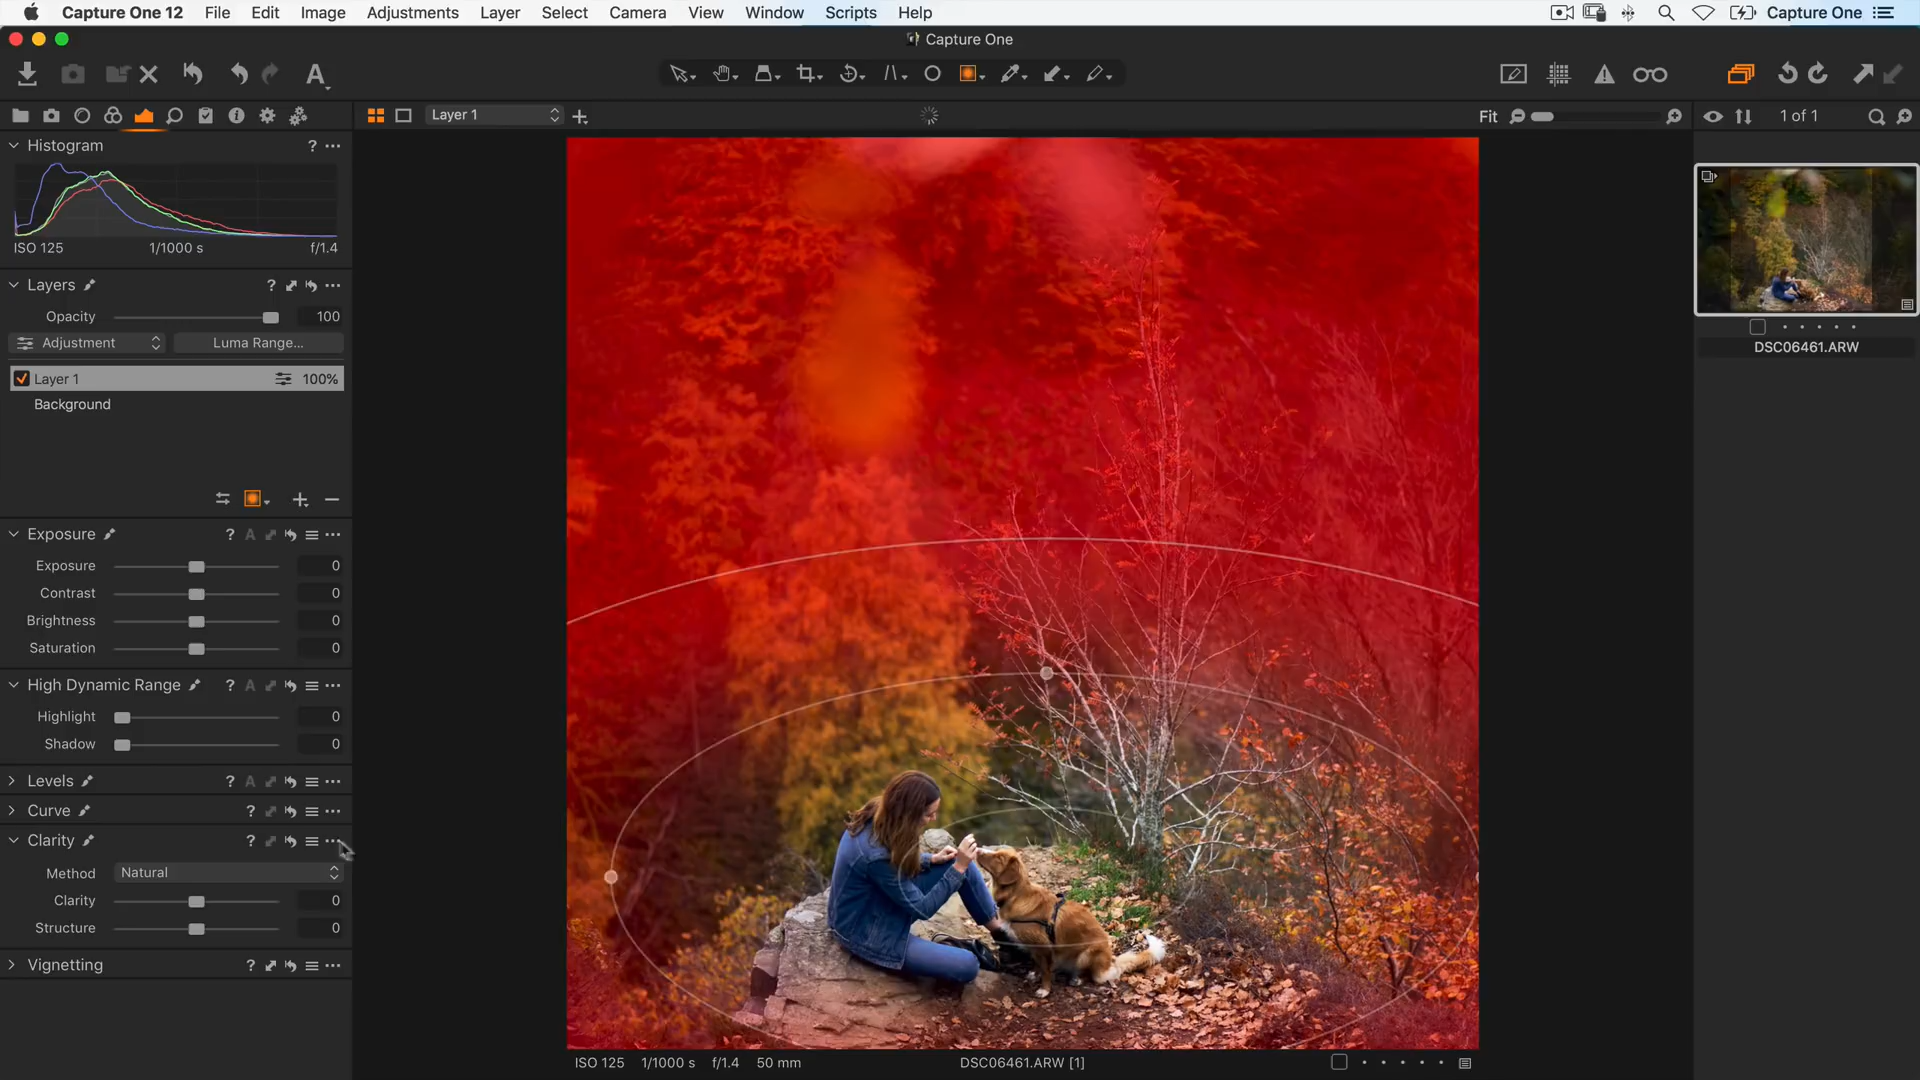 Capture One 12 File Edit Image Adjustments Layer Select Camera View Window Scripts Help Capture One
Capture One
A
Layer 1 Fit 1 of 1
Histogram ?
ISO 125 1/1000 s f/1.4
Layers ?
Opacity 100
Adjustment Luma Range...
Layer 1 100%
Background
Exposure ? A
Exposure 0
Contrast 0
Brightness 0
Saturation 0
High Dynamic Range ? A
Highlight 0
Shadow 0
Levels ? A
Curve ?
Clarity ?
Method Natural
Clarity 0
Structure 0
Vignetting ?
ISO 125 1/1000 s f/1.4 50 mm DSC06461.ARW [1]
DSC06461.ARW